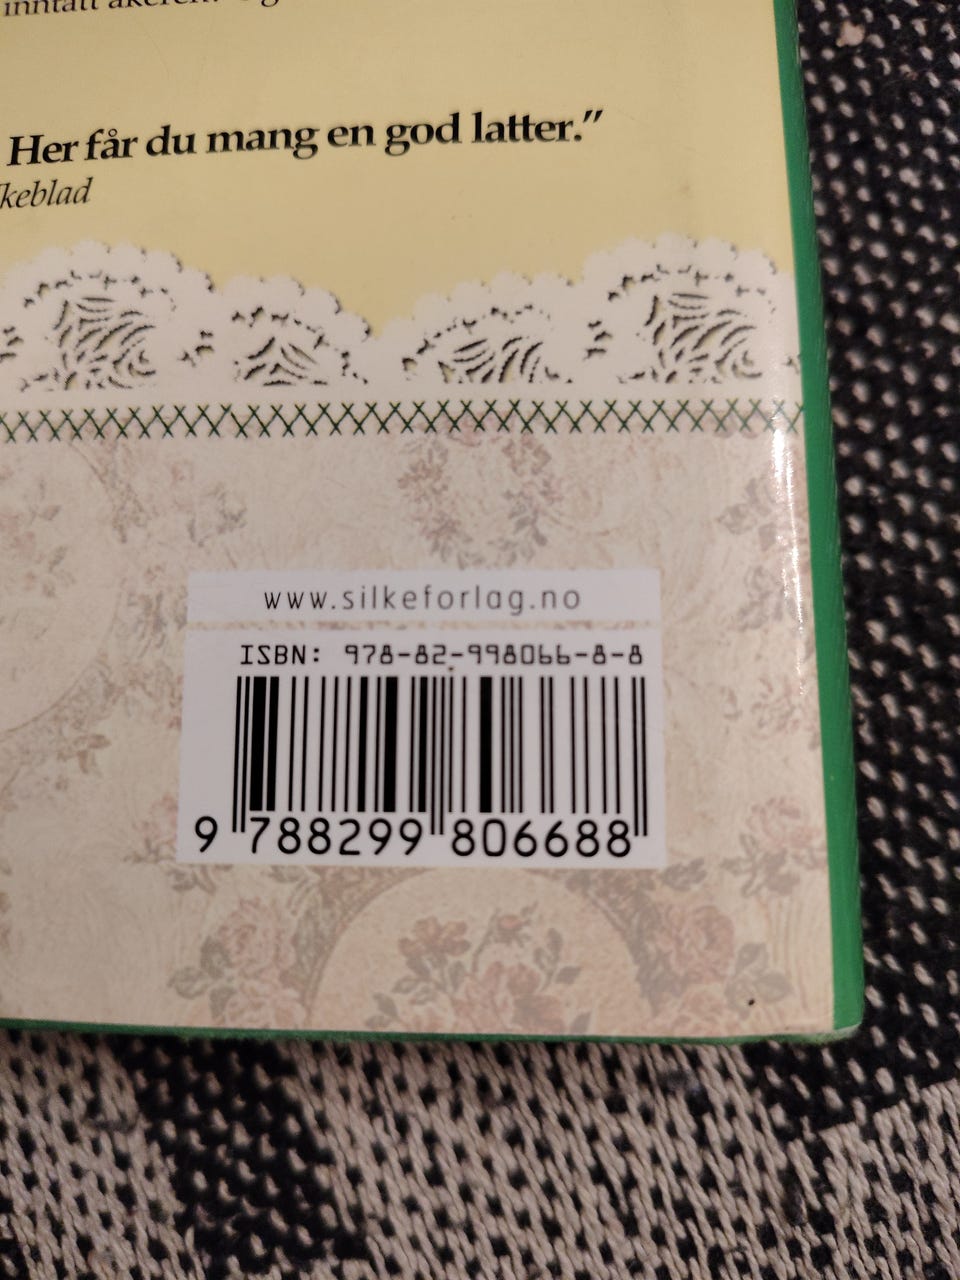 Her får du mang en god latter.”
www.silkeforlag.no
ISBN: 978-82-998066-8-8
9 788299 806688